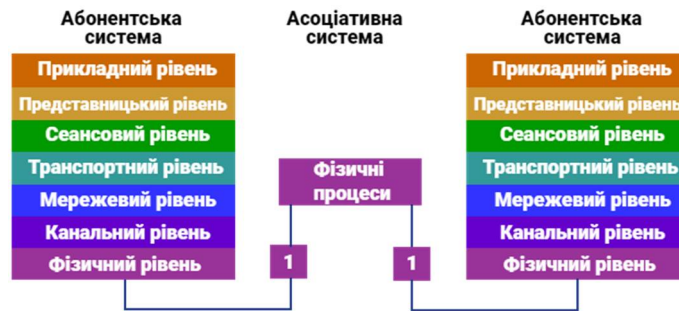 Абонентська
система
Асоціативна
система
Абонентська
система
Прикладний рівень
Представницький рівень
Сеансовий рівень
Транспортний рівень
Мережевий рівень
Канальний рівень
Фізичний рівень
Фізичні
процеси
1
1
Прикладний рівень
Представницький рівень
Сеансовий рівень
Транспортний рівень
Мережевий рівень
Канальний рівень
Фізичний рівень